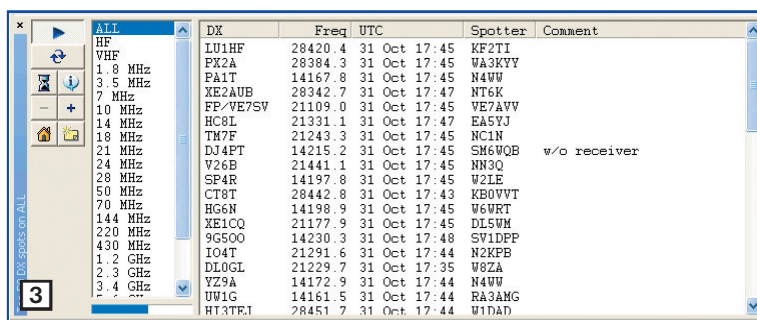 ALL
HF
VHF
1.8 MHz
3.5 MHz
7 MHz
10 MHz
14 MHz
18 MHz
21 MHz
24 MHz
28 MHz
50 MHz
70 MHz
144 MHz
220 MHz
430 MHz
1.2 GHz
2.3 GHz
3.4 GHz
DX Freq UTC Spotter Comment
LU1HF 28420.4 31 Oct 17:45 KF2TI
PX2A 28384.3 31 Oct 17:45 WA3KYY
PA1T 14167.8 31 Oct 17:45 N4WW
XE2AUB 28342.7 31 Oct 17:47 NT6K
FP/VE7SV 21109.0 31 Oct 17:45 VE7AVV
HC8L 21331.1 31 Oct 17:47 EA5YJ
TM7F 21243.3 31 Oct 17:45 NC1N
DJ4PT 14215.2 31 Oct 17:45 SM6WQB w/o receiver
V26B 21441.1 31 Oct 17:45 NN3Q
SP4R 14197.8 31 Oct 17:45 W2LE
CT8T 28442.8 31 Oct 17:43 KB0VVT
HG6N 14198.9 31 Oct 17:45 W6WRT
XE1CQ 21177.9 31 Oct 17:45 DL5WM
9G5OO 14230.3 31 Oct 17:48 SV1DPP
IO4T 21291.6 31 Oct 17:44 N2KPB
DL0GL 21229.7 31 Oct 17:35 W8ZA
YZ9A 14172.9 31 Oct 17:44 N4WW
UW1G 14161.5 31 Oct 17:44 RA3AMG
HI3TEJ 28451.7 31 Oct 17:44 W1DAD
DX spots on ALL
3